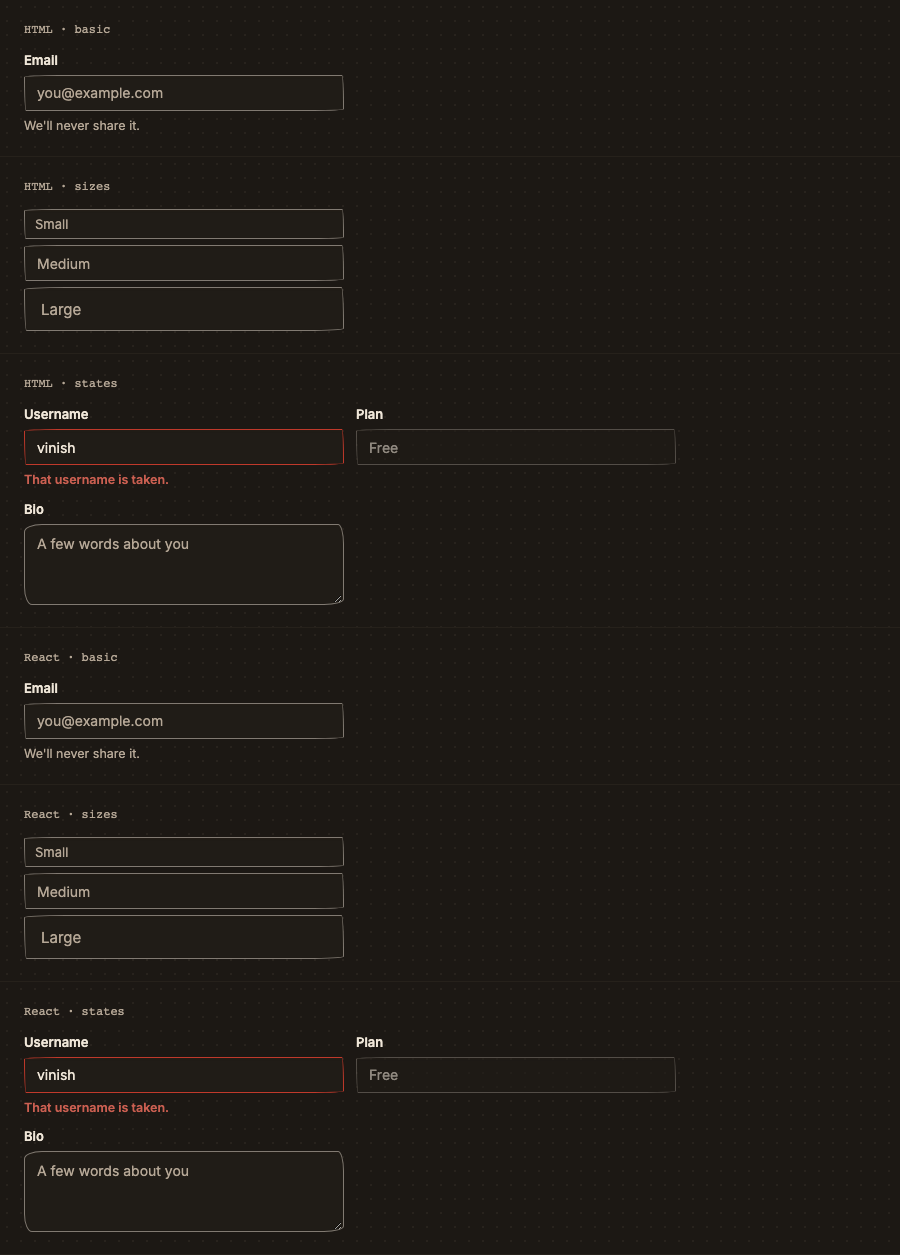 HTML · basic
Email
you@example.com
We'll never share it.
HTML · sizes
Small
Medium
Large
HTML · states
Username
vinish
That username is taken.
Plan
Free
Bio
A few words about you
React · basic
Email
you@example.com
We'll never share it.
React · sizes
Small
Medium
Large
React · states
Username
vinish
That username is taken.
Plan
Free
Bio
A few words about you